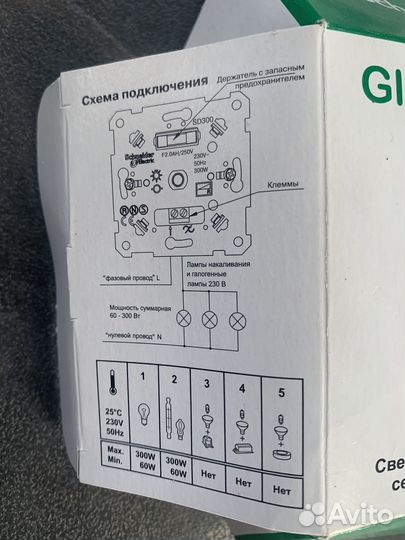 GI
Схема подключения
Держатель с запасным
предохранителем
SD300
F2.0AH/250V
230V~
50Hz
300W
Schneider
Electric
Клеммы
"фазовый провод" L
Лампы накаливания
и галогенные
лампы 230 В
Мощность суммарная
60 - 300 Вт
"нулевой провод" N
25°C
230V
50Hz
1
2
3
4
5
Max.
Min.
300W
60W
300W
60W
Нет
Нет
Нет
Све
се
Avito